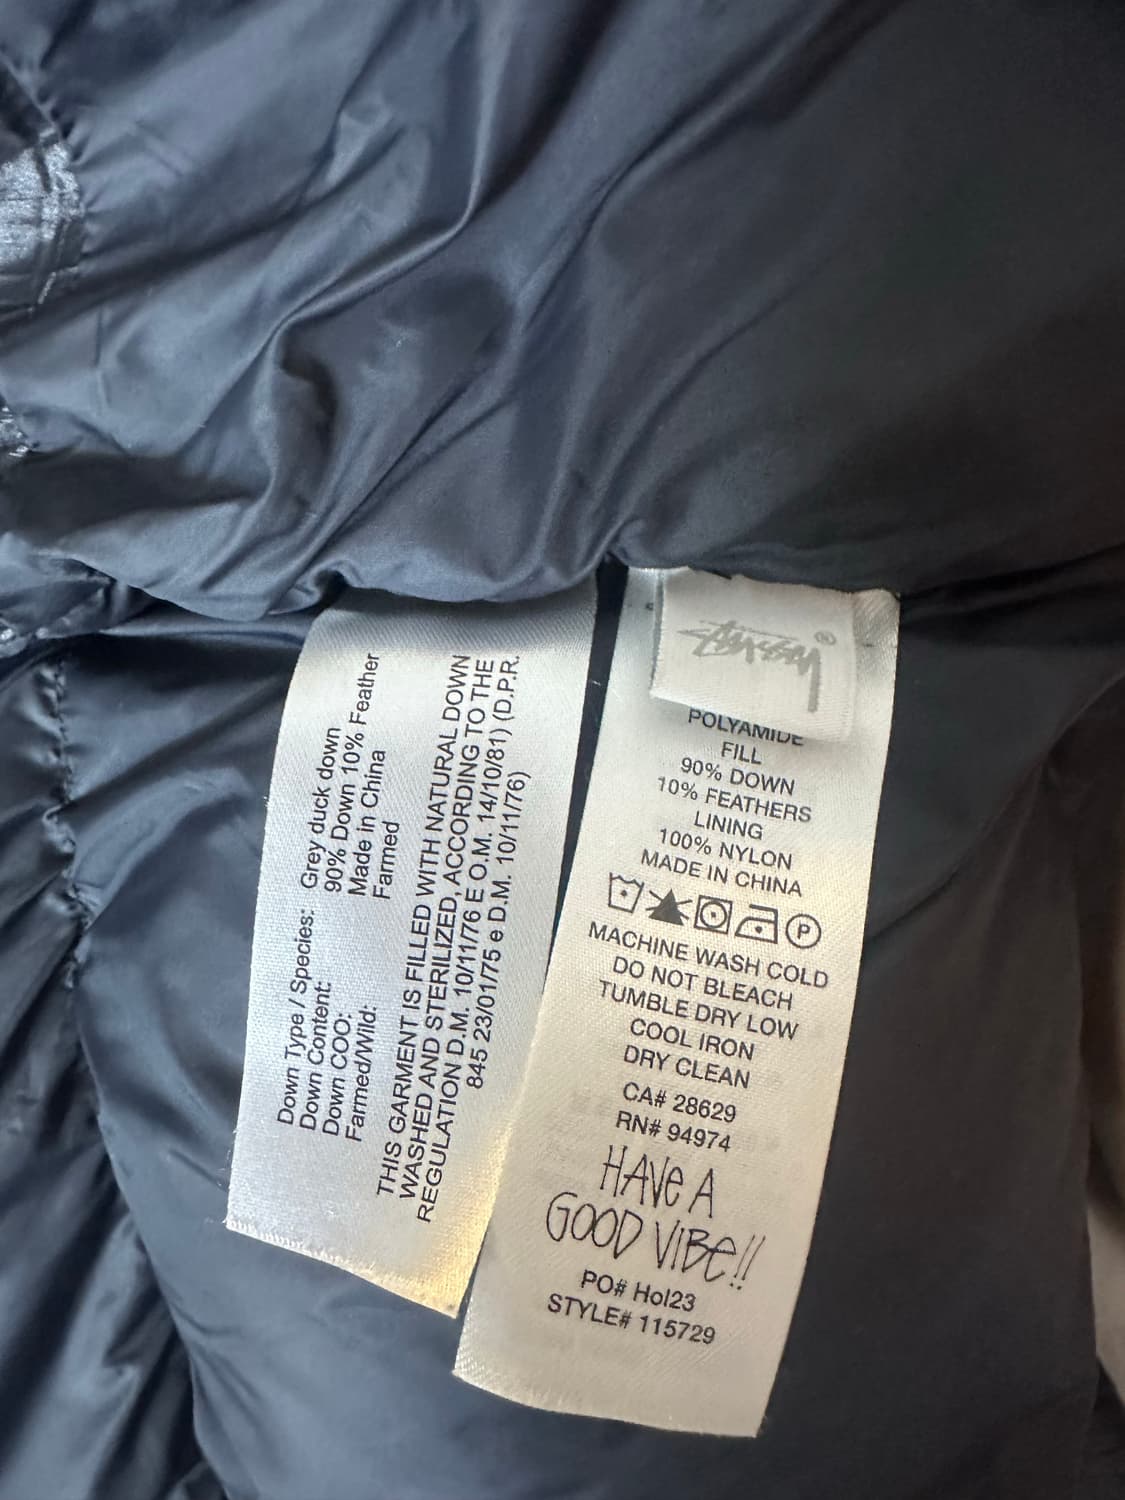 Down Type / Species: Grey duck down
Down Content: 90% Down 10% Feather
Down COO: Made in China
Farmed/Wild: Farmed
THIS GARMENT IS FILLED WITH NATURAL DOWN
WASHED AND STERILIZED, ACCORDING TO THE
REGULATION D.M. 10/11/76 E O.M. 14/10/81) (D.P.R.
845 23/01/75 e D.M. 10/11/76)
Stüssy®
POLYAMIDE
FILL
90% DOWN
10% FEATHERS
LINING
100% NYLON
MADE IN CHINA
P
MACHINE WASH COLD
DO NOT BLEACH
TUMBLE DRY LOW
COOL IRON
DRY CLEAN
CA# 28629
RN# 94974
HAVE A
GOOD VIBE!!
PO# Hol23
STYLE# 115729